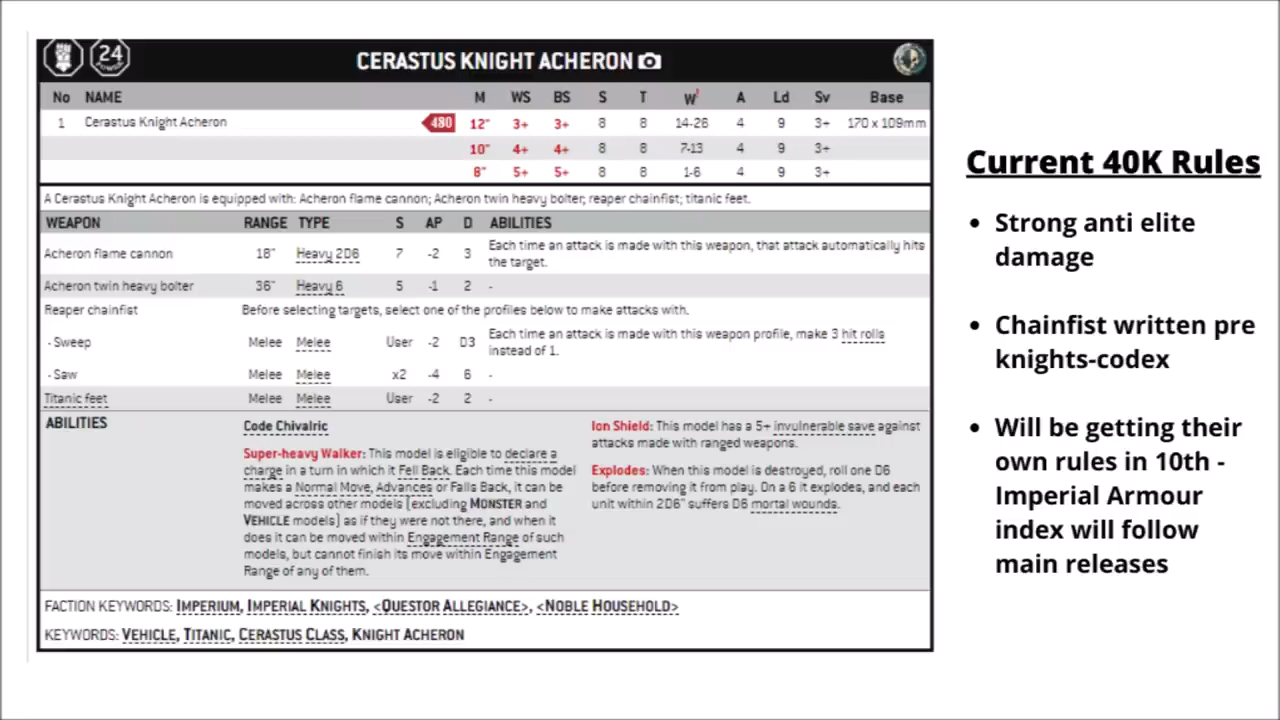 24
POWER
CERASTUS KNIGHT ACHERON
No NAME M WS BS S T W A Ld Sv Base
1 Cerastus Knight Acheron 480 12" 3+ 3+ 8 8 14-26 4 9 3+ 170 x 109mm
10" 4+ 4+ 8 8 7-13 4 9 3+
8" 5+ 5+ 8 8 1-6 4 9 3+
A Cerastus Knight Acheron is equipped with: Acheron flame cannon; Acheron twin heavy bolter; reaper chainfist; titanic feet.
WEAPON RANGE TYPE S AP D ABILITIES
Acheron flame cannon 18" Heavy 2D6 7 -2 3 Each time an attack is made with this weapon, that attack automatically hits
the target.
Acheron twin heavy bolter 36" Heavy 6 5 -1 2 -
Reaper chainfist Before selecting targets, select one of the profiles below to make attacks with.
- Sweep Melee Melee User -2 D3 Each time an attack is made with this weapon profile, make 3 hit rolls
instead of 1.
- Saw Melee Melee x2 -4 6 -
Titanic feet Melee Melee User -2 2 -
ABILITIES
Code Chivalric
Super-heavy Walker: This model is eligible to declare a
charge in a turn in which it Fell Back. Each time this model
makes a Normal Move, Advances or Falls Back, it can be
moved across other models (excluding MONSTER and
VEHICLE models) as if they were not there, and when it
does it can be moved within Engagement Range of such
models, but cannot finish its move within Engagement
Range of any of them.
Ion Shield: This model has a 5+ invulnerable save against
attacks made with ranged weapons.
Explodes: When this model is destroyed, roll one D6
before removing it from play. On a 6 it explodes, and each
unit within 2D6" suffers D6 mortal wounds.
FACTION KEYWORDS: IMPERIUM, IMPERIAL KNIGHTS, <QUESTOR ALLEGIANCE>, <NOBLE HOUSEHOLD>
KEYWORDS: VEHICLE, TITANIC, CERASTUS CLASS, KNIGHT ACHERON
Current 40K Rules
• Strong anti elite
damage
• Chainfist written pre
knights-codex
• Will be getting their
own rules in 10th -
Imperial Armour
index will follow
main releases